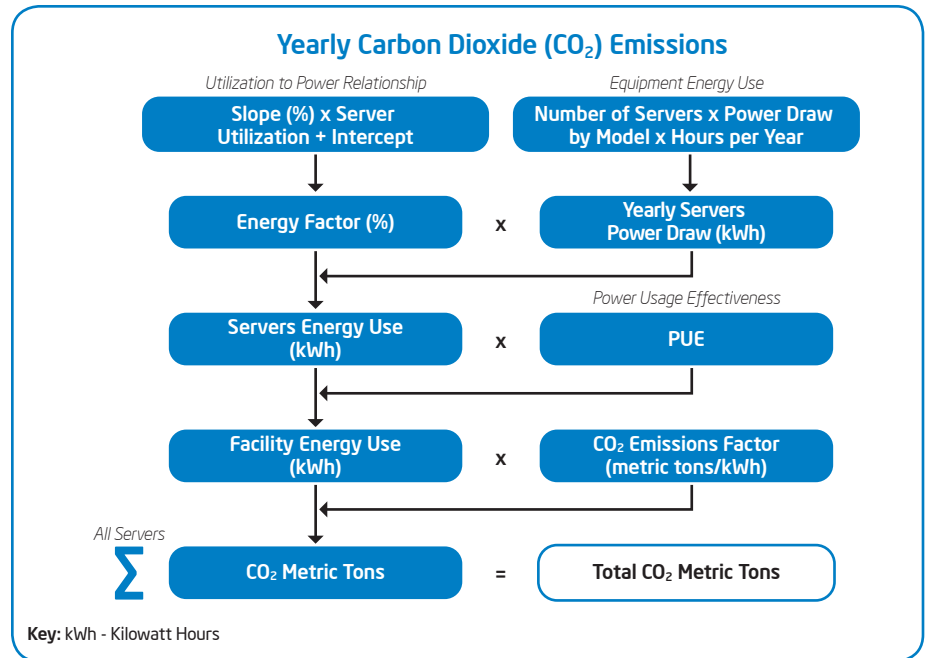 Yearly Carbon Dioxide (CO₂) Emissions
Utilization to Power Relationship
Equipment Energy Use
Slope (%) x Server
Utilization + Intercept
Number of Servers x Power Draw
by Model x Hours per Year
Energy Factor (%)
x
Yearly Servers
Power Draw (kWh)
Power Usage Effectiveness
Servers Energy Use
(kWh)
x
PUE
Facility Energy Use
(kWh)
x
CO₂ Emissions Factor
(metric tons/kWh)
All Servers
Σ
CO₂ Metric Tons
=
Total CO₂ Metric Tons
Key: kWh - Kilowatt Hours